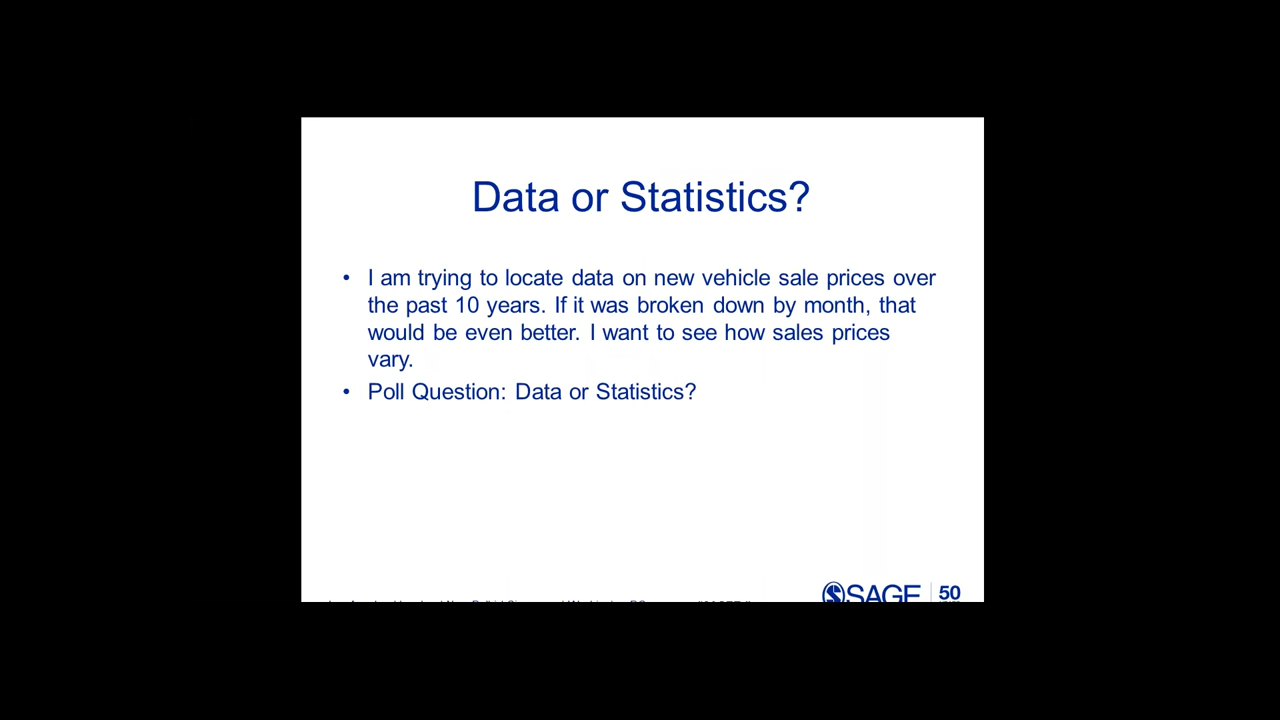 Data or Statistics?
• I am trying to locate data on new vehicle sale prices over
the past 10 years. If it was broken down by month, that
would be even better. I want to see how sales prices
vary.
• Poll Question: Data or Statistics?
SAGE 50